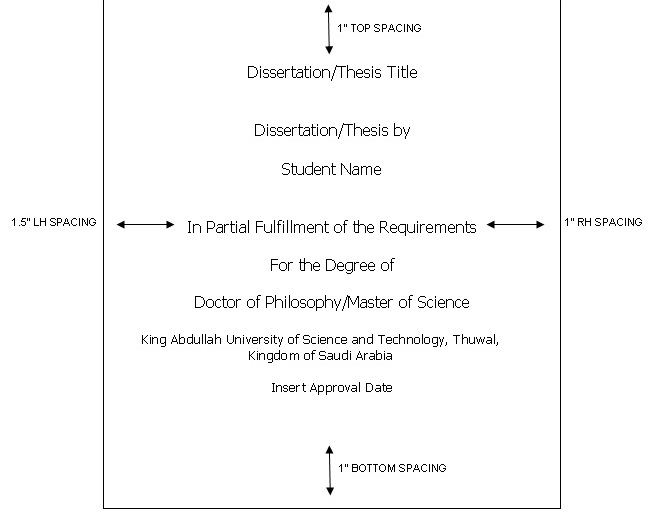 1" TOP SPACING
Dissertation/Thesis Title
Dissertation/Thesis by
Student Name
1.5" LH SPACING
In Partial Fulfillment of the Requirements
1" RH SPACING
For the Degree of
Doctor of Philosophy/Master of Science
King Abdullah University of Science and Technology, Thuwal,
Kingdom of Saudi Arabia
Insert Approval Date
1" BOTTOM SPACING